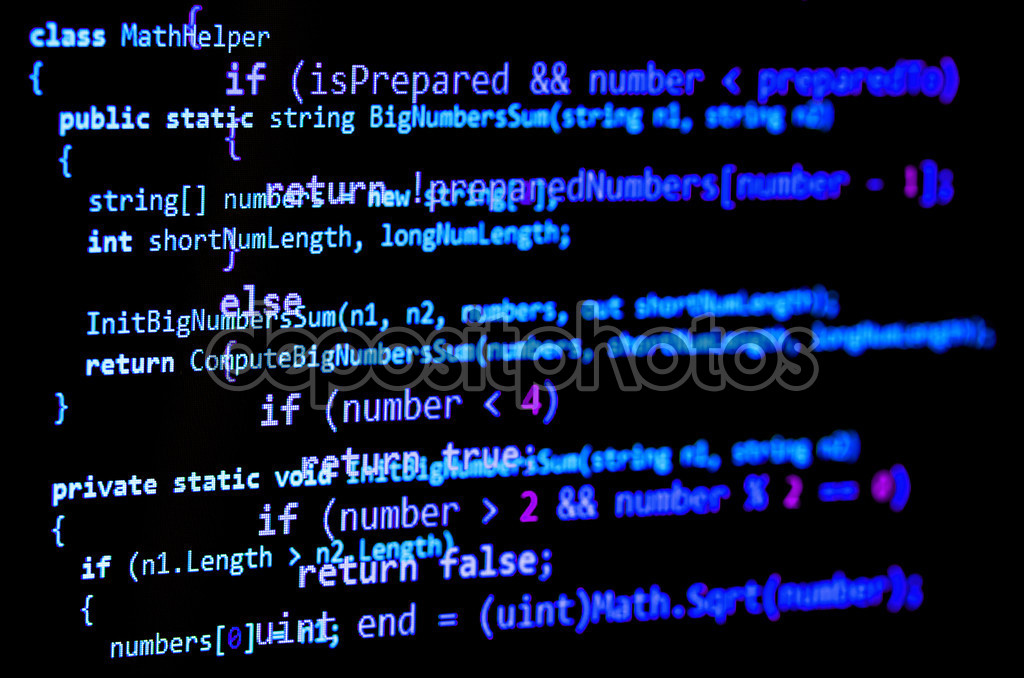 {
class MathHelper
{
if (isPrepared && number < preparedTo)
public static string BigNumbersSum(string n1, string n2)
{
{
return !preparedNumbers[number - 1];
string[] numbers = new string[2];
int shortNumLength, longNumLength;
}
else
InitBigNumbersSum(n1, n2, numbers, out shortNumLength);
{
return ComputeBigNumbersSum(numbers,
depositphotos
}
if (number < 4)
return true;
private static void InitBigNumbersSum(string n1, string n2)
if (number > 2 && number % 2 == 0)
{
if (n1.Length > n2.Length)
return false;
{
uint end = (uint)Math.Sqrt(number);
numbers[0] = n1;